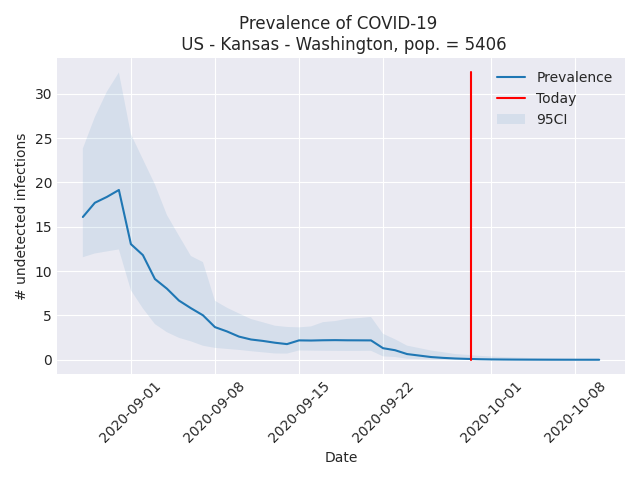 Prevalence of COVID-19
US - Kansas - Washington, pop. = 5406
Prevalence
Today
95CI
30
25
20
15
10
5
0
# undetected infections
2020-09-01
2020-09-08
2020-09-15
2020-09-22
2020-10-01
2020-10-08
Date